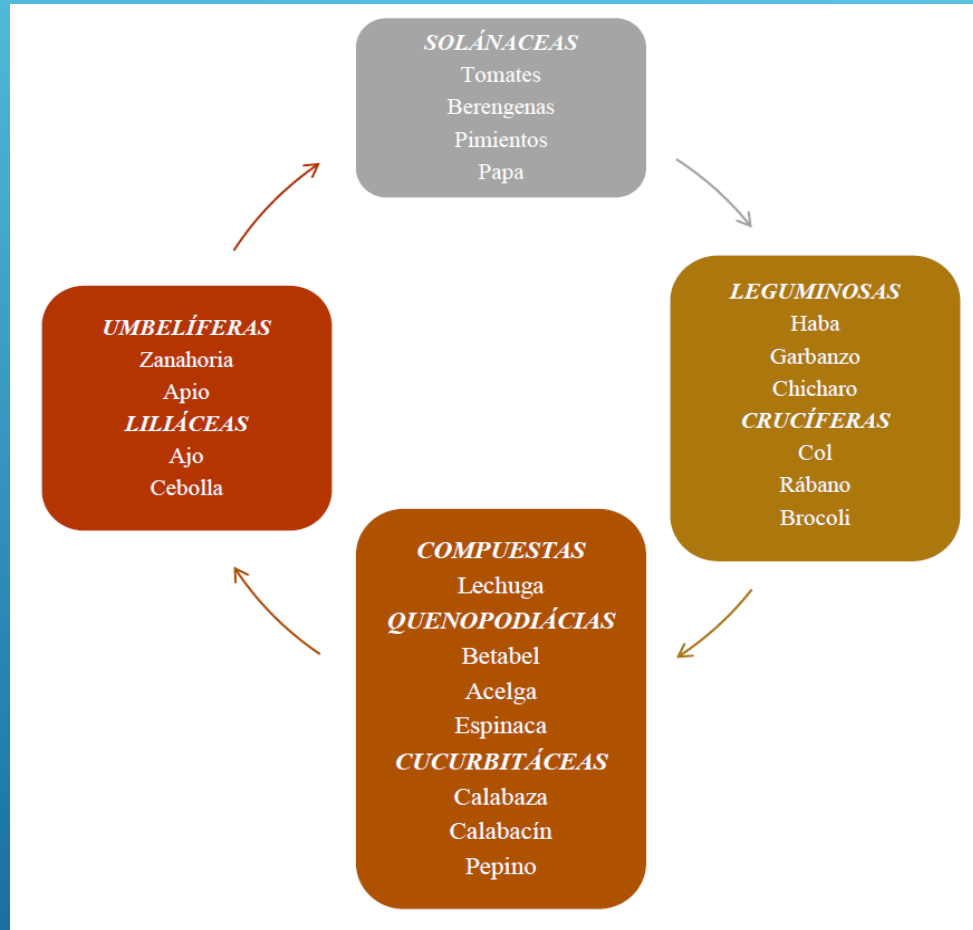 SOLÁNACEAS
Tomates
Berengenas
Pimientos
Papa
LEGUMINOSAS
Haba
Garbanzo
Chicharo
CRUCÍFERAS
Col
Rábano
Brocoli
COMPUESTAS
Lechuga
QUENOPODIÁCIAS
Betabel
Acelga
Espinaca
CUCURBITÁCEAS
Calabaza
Calabacín
Pepino
UMBELÍFERAS
Zanahoria
Apio
LILIÁCEAS
Ajo
Cebolla